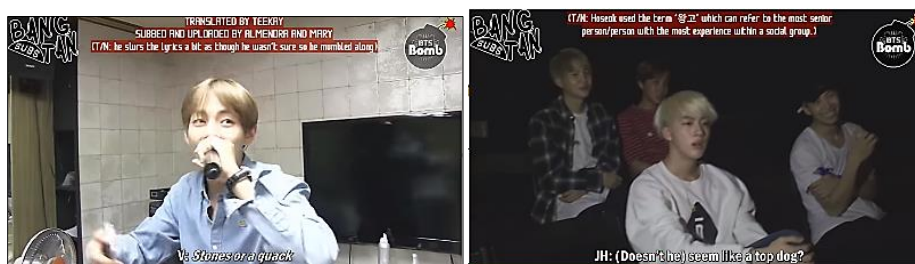 BANG
TAN
SUBS
TRANSLATED BY TEEKAY
SUBBED AND UPLOADED BY ALMENDRA AND MARY
(T/N: he slurs the lyrics a bit as though he wasn't sure so he mombled along)
BTS
Bomb
V: Stones or a quack
BANG
TAN
SUBS
(T/N: Hoseok used the term "왕고" which can refer to the most senior
person/person with the most experience within a social group.)
BTS
Bomb
JH: (Doesn't he) seem like a top dog?